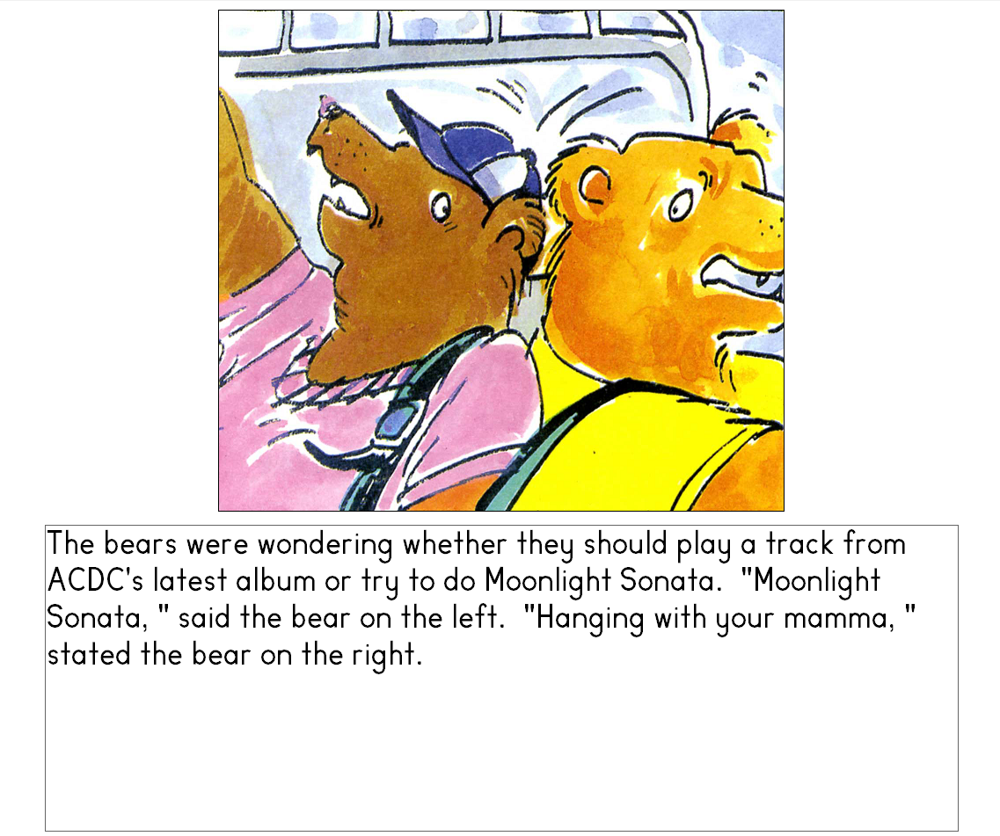 The bears were wondering whether they should play a track from
ACDC's latest album or try to do Moonlight Sonata.  "Moonlight
Sonata, " said the bear on the left.  "Hanging with your mamma, "
stated the bear on the right.